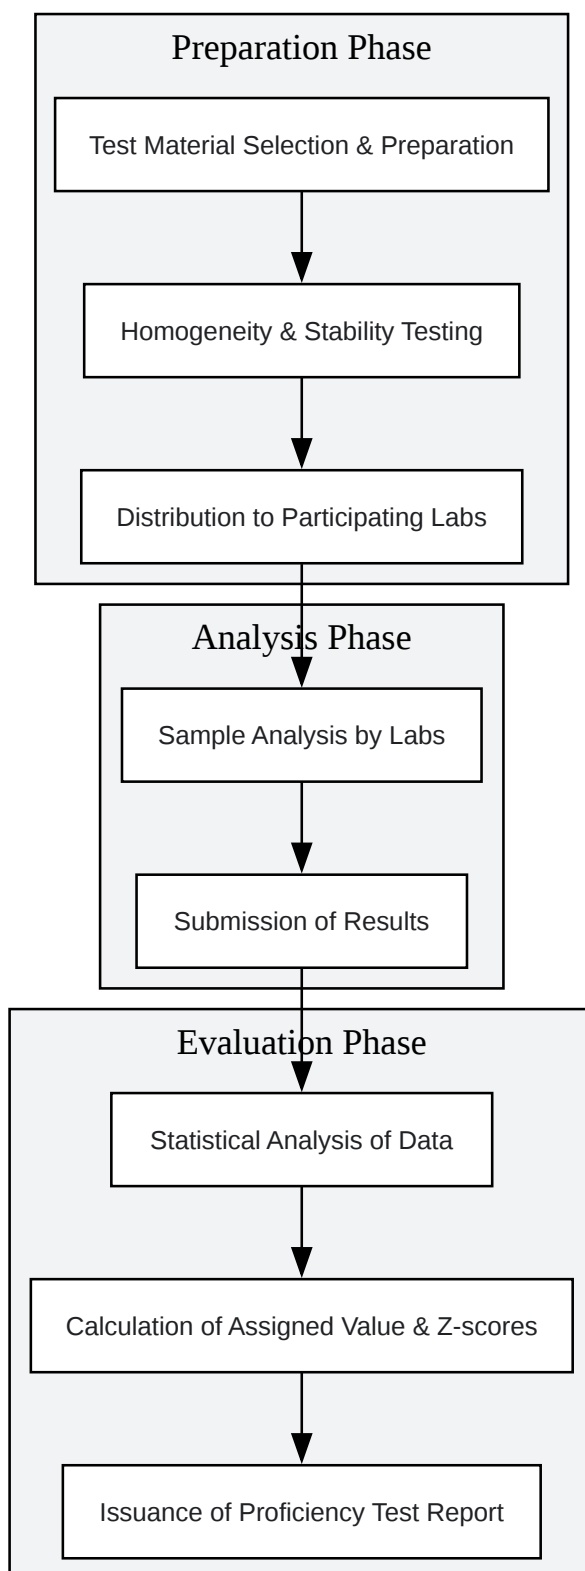 Preparation Phase
Test Material Selection & Preparation
Homogeneity & Stability Testing
Distribution to Participating Labs
Analysis Phase
Sample Analysis by Labs
Submission of Results
Evaluation Phase
Statistical Analysis of Data
Calculation of Assigned Value & Z-scores
Issuance of Proficiency Test Report